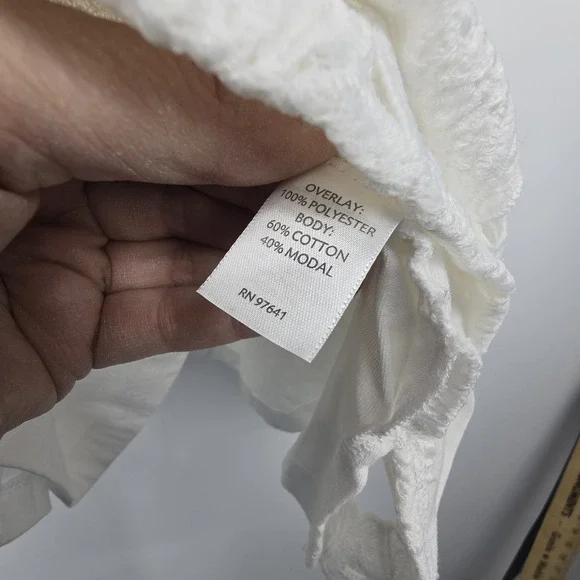 OVERLAY:
100% POLYESTER
BODY:
60% COTTON
40% MODAL
RN 97641